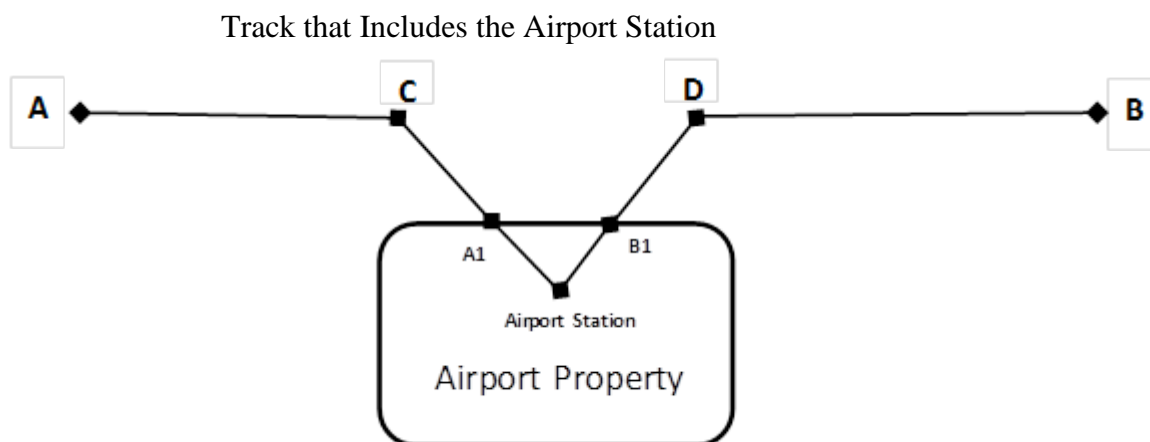 Track that Includes the Airport Station
A
C
D
B
A1
B1
Airport Station
Airport Property